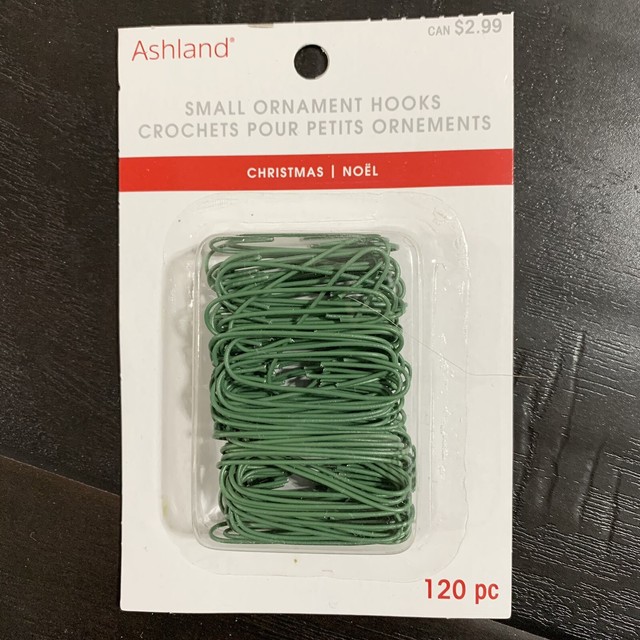 Ashland®
CAN $2.99
SMALL ORNAMENT HOOKS
CROCHETS POUR PETITS ORNEMENTS
CHRISTMAS | NOËL
120 pc